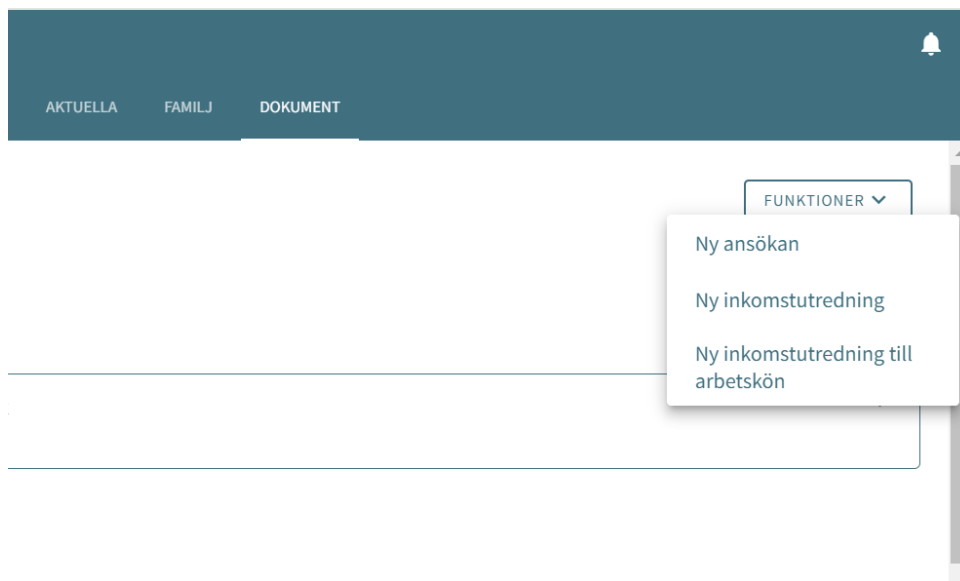 AKTUELLA FAMILJ DOKUMENT
FUNKTIONER
Ny ansökan
Ny inkomstutredning
Ny inkomstutredning till
arbetskön